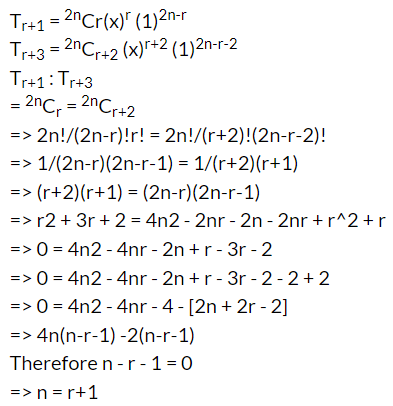 T_{r+1} = ^{2n}Cr(x)^r (1)^{2n-r}
T_{r+3} = ^{2n}C_{r+2} (x)^{r+2} (1)^{2n-r-2}
T_{r+1} : T_{r+3}
= ^{2n}C_r = ^{2n}C_{r+2}
=> 2n!/(2n-r)!r! = 2n!/(r+2)!(2n-r-2)!
=> 1/(2n-r)(2n-r-1) = 1/(r+2)(r+1)
=> (r+2)(r+1) = (2n-r)(2n-r-1)
=> r2 + 3r + 2 = 4n2 - 2nr - 2n - 2nr + r^2 + r
=> 0 = 4n2 - 4nr - 2n + r - 3r - 2
=> 0 = 4n2 - 4nr - 2n + r - 3r - 2 - 2 + 2
=> 0 = 4n2 - 4nr - 4 - [2n + 2r - 2]
=> 4n(n-r-1) -2(n-r-1)
Therefore n - r - 1 = 0
=> n = r+1